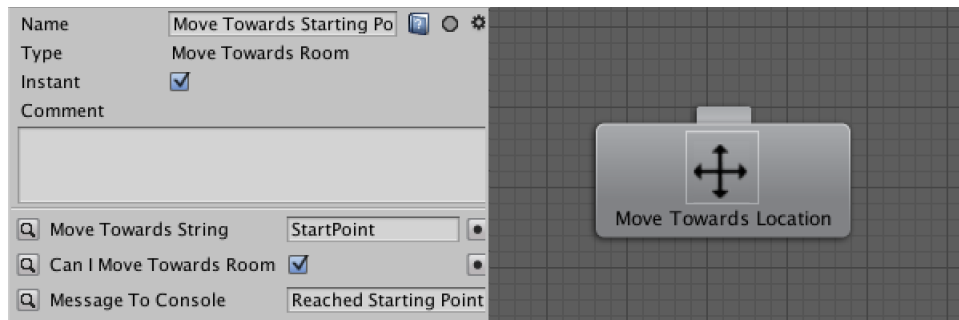 Name Move Towards Starting Po
Type Move Towards Room
Instant
Comment
Move Towards String StartPoint
Can I Move Towards Room
Message To Console Reached Starting Point
Move Towards Location